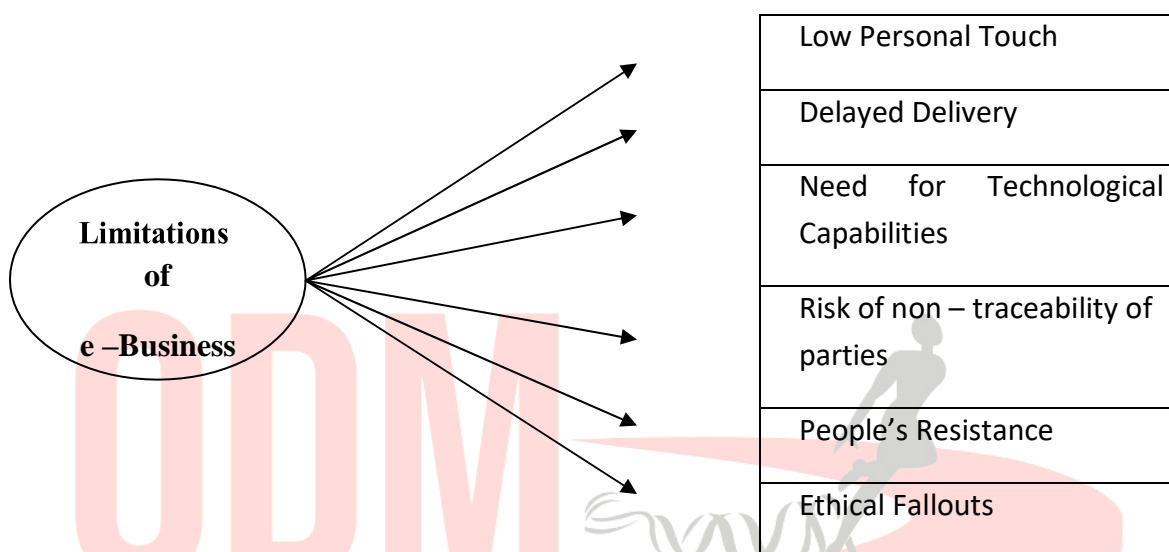 Limitations
of
e –Business
Low Personal Touch
Delayed Delivery
Need for Technological
Capabilities
Risk of non – traceability of
parties
People’s Resistance
Ethical Fallouts
ODM